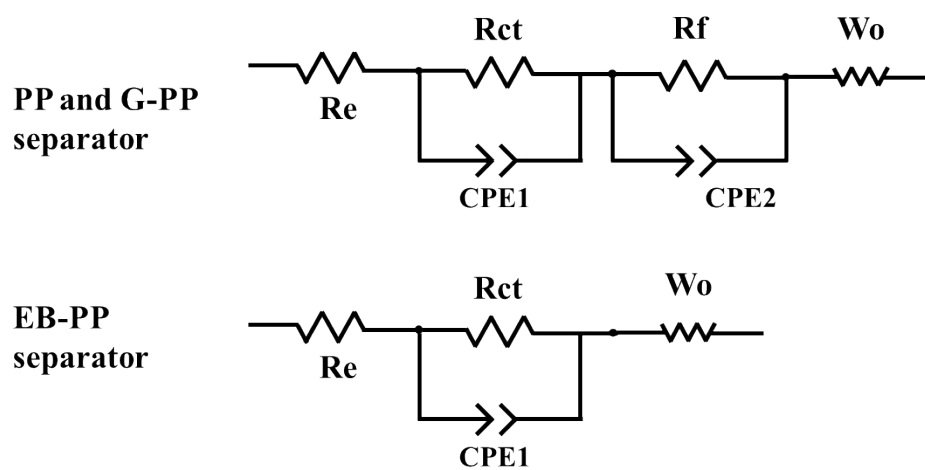 Rct
Rf
Wo
PP and G-PP
separator
Re
CPE1
CPE2
Rct
Wo
EB-PP
separator
Re
CPE1